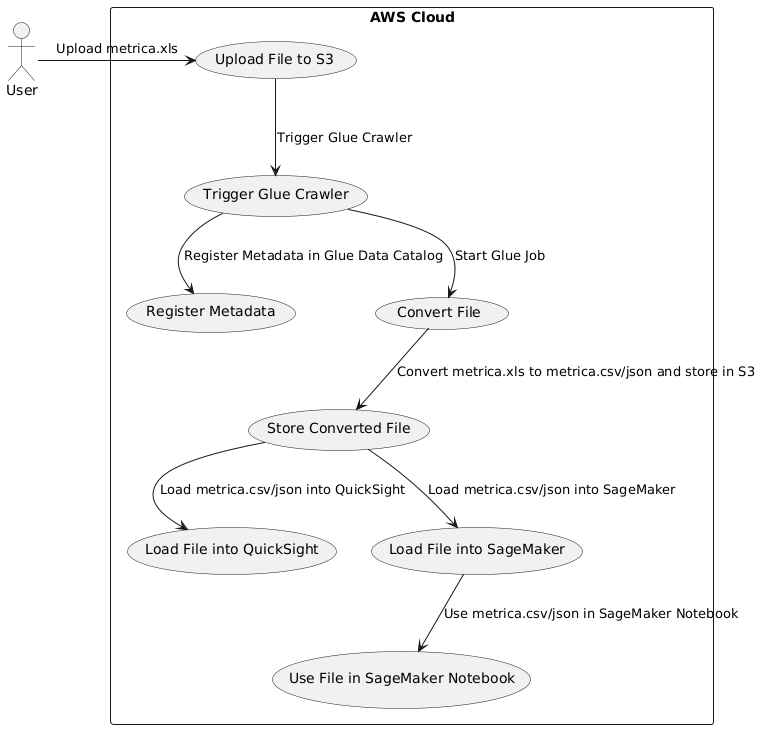 AWS Cloud
Upload metrica.xls
Upload File to S3
User
Trigger Glue Crawler
Trigger Glue Crawler
Register Metadata in Glue Data Catalog
Start Glue Job
Register Metadata
Convert File
Convert metrica.xls to metrica.csv/json and store in S3
Store Converted File
Load metrica.csv/json into QuickSight
Load metrica.csv/json into SageMaker
Load File into QuickSight
Load File into SageMaker
Use metrica.csv/json in SageMaker Notebook
Use File in SageMaker Notebook